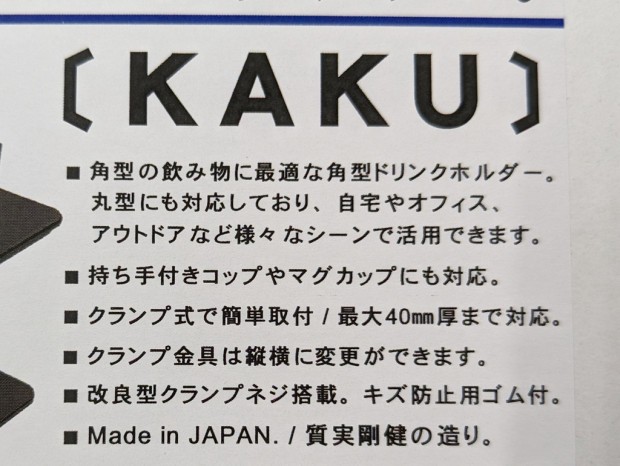 〔KAKU〕
■ 角型の飲み物に最適な角型ドリンクホルダー。
丸型にも対応しており、自宅やオフィス、
アウトドアなど様々なシーンで活用できます。
■ 持ち手付きコップやマグカップにも対応。
■ クランプ式で簡単取付 / 最大40㎜厚まで対応。
■ クランプ金具は縦横に変更ができます。
■ 改良型クランプネジ搭載。キズ防止用ゴム付。
■ Made in JAPAN. / 質実剛健の造り。